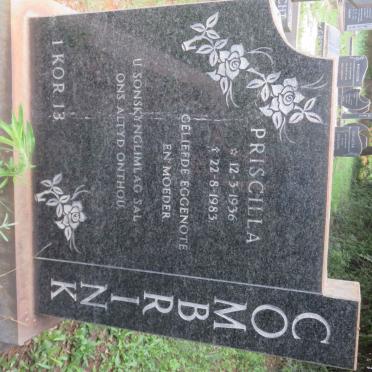 COMBRINK
PRISCILLA
☆ 12-3-1936
✝ 22-8-1983
GELIEFDE EGGENOTE
EN MOEDER
U SONSKYNGLIMLAG SAL
ONS ALTYD ONTHOU
1 KOR 13